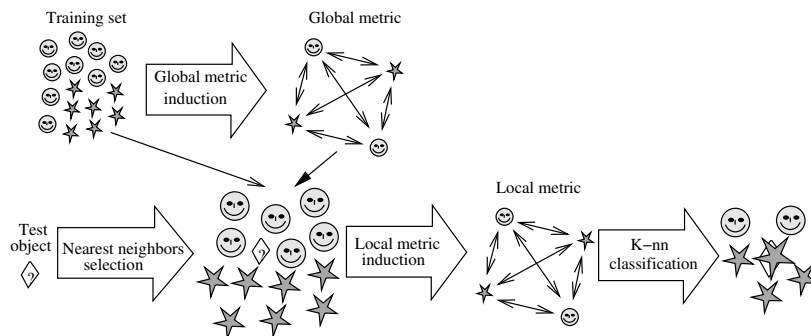 Training set
Global metric
Global metric
induction
Local metric
Test
object
?
Nearest neighbors
selection
?
Local metric
induction
K-nn
classification